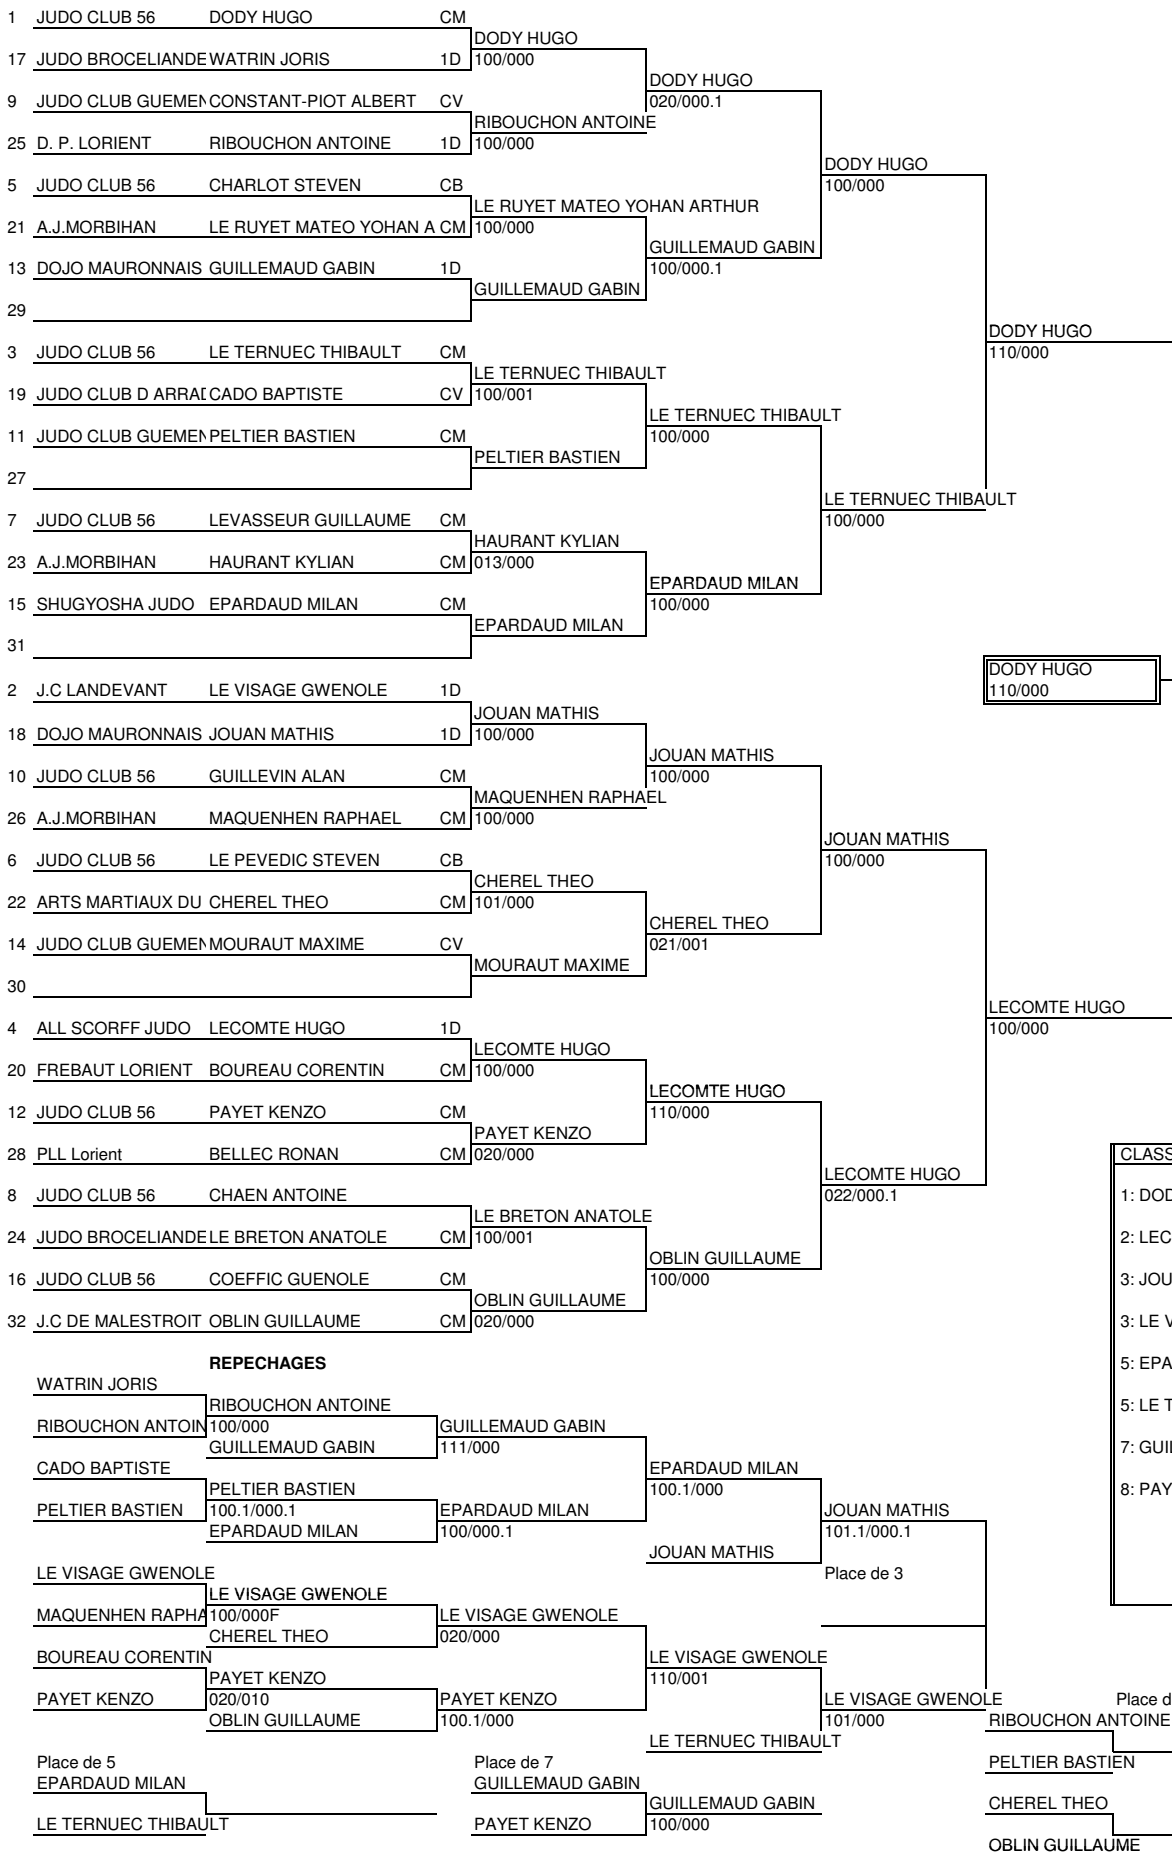 1 JUDO CLUB 56 DODY HUGO CM
DODY HUGO
17 JUDO BROCELIANDE WATRIN JORIS 1D 100/000
DODY HUGO
9 JUDO CLUB GUEMEN CONSTANT-PIOT ALBERT CV 020/000.1
RIBOUCHON ANTOINE
25 D. P. LORIENT RIBOUCHON ANTOINE 1D 100/000
DODY HUGO
5 JUDO CLUB 56 CHARLOT STEVEN CB 100/000
LE RUYET MATEO YOHAN ARTHUR
21 A.J.MORBIHAN LE RUYET MATEO YOHAN A CM 100/000
GUILLEMAUD GABIN
13 DOJO MAURONNAIS GUILLEMAUD GABIN 1D 100/000.1
GUILLEMAUD GABIN
29
DODY HUGO
3 JUDO CLUB 56 LE TERNUEC THIBAULT CM 110/000
LE TERNUEC THIBAULT
19 JUDO CLUB D ARRAD CADO BAPTISTE CV 100/001
LE TERNUEC THIBAULT
11 JUDO CLUB GUEMEN PELTIER BASTIEN CM 100/000
PELTIER BASTIEN
27
LE TERNUEC THIBAULT
7 JUDO CLUB 56 LEVASSEUR GUILLAUME CM 100/000
HAURANT KYLIAN
23 A.J.MORBIHAN HAURANT KYLIAN CM 013/000
EPARDAUD MILAN
15 SHUGYOSHA JUDO EPARDAUD MILAN CM 100/000
EPARDAUD MILAN
31
DODY HUGO
2 J.C LANDEVANT LE VISAGE GWENOLE 1D 110/000
JOUAN MATHIS
18 DOJO MAURONNAIS JOUAN MATHIS 1D 100/000
JOUAN MATHIS
10 JUDO CLUB 56 GUILLEVIN ALAN CM 100/000
MAQUENHEN RAPHAEL
26 A.J.MORBIHAN MAQUENHEN RAPHAEL CM 100/000
JOUAN MATHIS
6 JUDO CLUB 56 LE PEVEDIC STEVEN CB 100/000
CHEREL THEO
22 ARTS MARTIAUX DU CHEREL THEO CM 101/000
CHEREL THEO
14 JUDO CLUB GUEMEN MOURAUT MAXIME CV 021/001
MOURAUT MAXIME
30
LECOMTE HUGO
4 ALL SCORFF JUDO LECOMTE HUGO 1D 100/000
LECOMTE HUGO
20 FREBAUT LORIENT BOUREAU CORENTIN CM 100/000
LECOMTE HUGO
12 JUDO CLUB 56 PAYET KENZO CM 110/000
PAYET KENZO
28 PLL Lorient BELLEC RONAN CM 020/000 CLASS
LECOMTE HUGO
8 JUDO CLUB 56 CHAEN ANTOINE 022/000.1 1: DOD
LE BRETON ANATOLE
24 JUDO BROCELIANDE LE BRETON ANATOLE CM 100/001 2: LEC
OBLIN GUILLAUME
16 JUDO CLUB 56 COEFFIC GUENOLE CM 100/000 3: JOU
OBLIN GUILLAUME
32 J.C DE MALESTROIT OBLIN GUILLAUME CM 020/000 3: LE V
REPECHAGES 5: EPA
WATRIN JORIS
RIBOUCHON ANTOINE 5: LE T
RIBOUCHON ANTOIN 100/000 GUILLEMAUD GABIN
GUILLEMAUD GABIN 111/000 7: GUIL
CADO BAPTISTE EPARDAUD MILAN
PELTIER BASTIEN 100.1/000 8: PAY
PELTIER BASTIEN 100.1/000.1 EPARDAUD MILAN JOUAN MATHIS
EPARDAUD MILAN 100/000.1 101.1/000.1
JOUAN MATHIS
LE VISAGE GWENOLE Place de 3
LE VISAGE GWENOLE
MAQUENHEN RAPHA 100/000F LE VISAGE GWENOLE
CHEREL THEO 020/000
BOUREAU CORENTIN LE VISAGE GWENOLE
PAYET KENZO 110/001
PAYET KENZO 020/010 PAYET KENZO LE VISAGE GWENOLE Place d
OBLIN GUILLAUME 100.1/000 101/000 RIBOUCHON ANTOINE
LE TERNUEC THIBAULT
Place de 5 Place de 7 PELTIER BASTIEN
EPARDAUD MILAN GUILLEMAUD GABIN
GUILLEMAUD GABIN CHEREL THEO
LE TERNUEC THIBAULT PAYET KENZO 100/000
OBLIN GUILLAUME